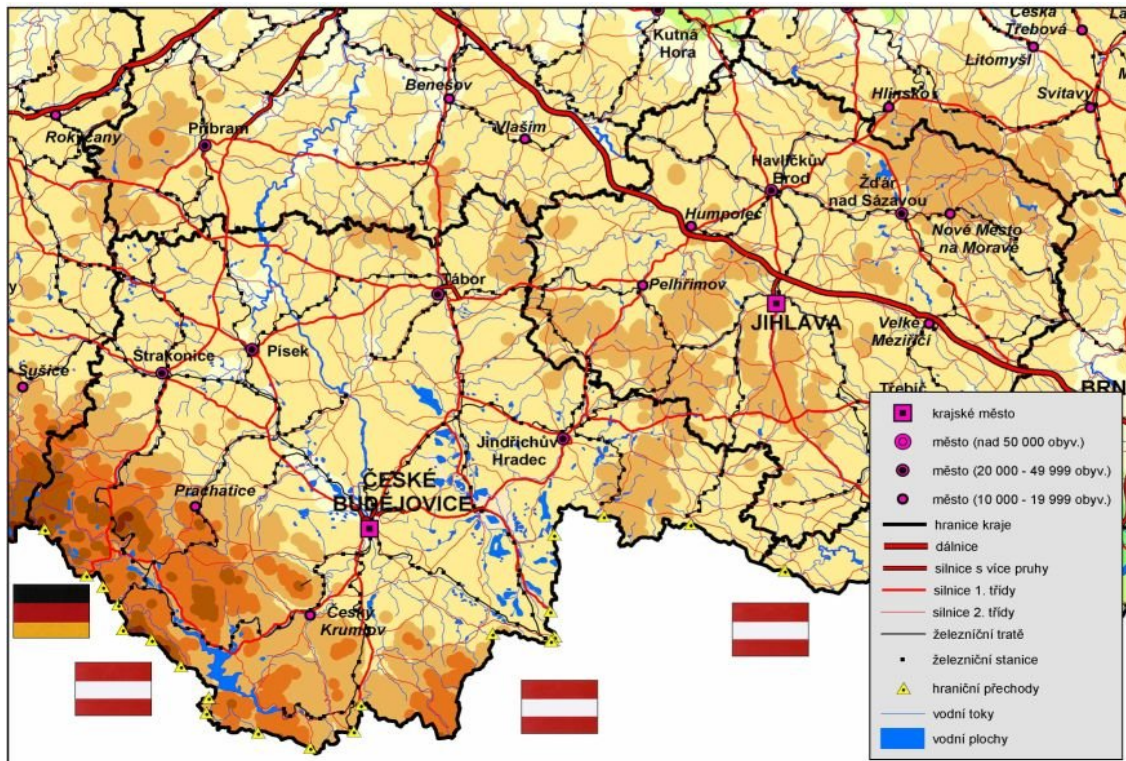 Česká
Třebová
La
Kutná
Hora
Litomyšl
M
Benešov
Hlinsko
Svitavy
Rokycany
Příbram
Vlašim
Havlíčkův
Brod
Žďár
nad Sázavou
Humpolec
Nové Město
na Moravě
y
Tábor
Pelhřimov
JIHLAVA
Velké
Meziříčí
Strakonice
Písek
Sušice
Třebíč
BRN
Jindřichův
Hradec
Prachatice
ČESKÉ
BUDĚJOVICE
Český
Krumlov
krajské město
město (nad 50 000 obyv.)
město (20 000 - 49 999 obyv.)
město (10 000 - 19 999 obyv.)
hranice kraje
dálnice
silnice s více pruhy
silnice 1. třídy
silnice 2. třídy
železníční tratě
železniční stanice
hraniční přechody
vodní toky
vodní plochy